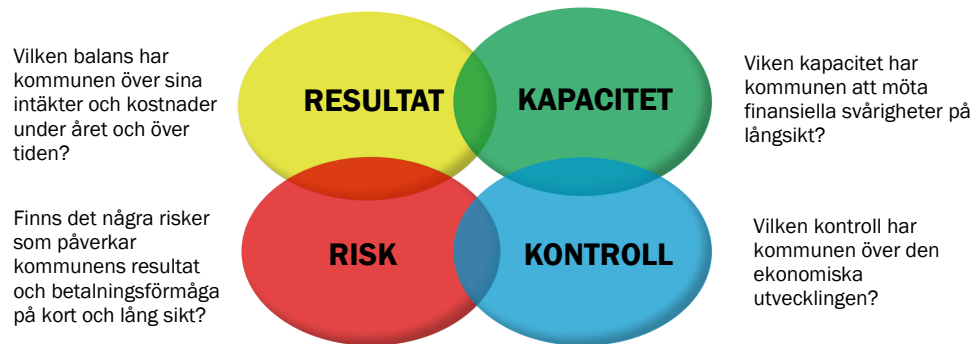 Vilken balans har
kommunen över sina
intäkter och kostnader
under året och över
tiden?
RESULTAT
KAPACITET
Viken kapacitet har
kommunen att möta
finansiella svårigheter på
långsikt?
Finns det några risker
som påverkar
kommunens resultat
och betalningsförmåga
på kort och lång sikt?
RISK
KONTROLL
Vilken kontroll har
kommunen över den
ekonomiska
utvecklingen?